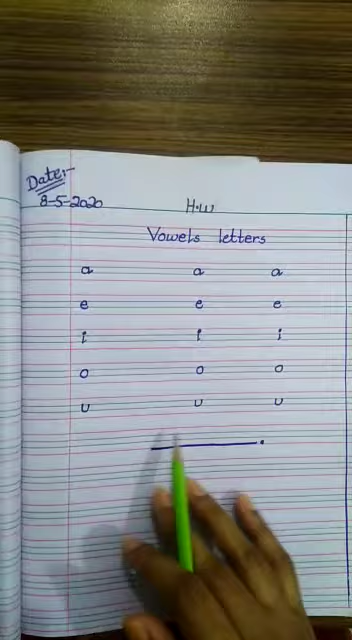 Date:-
8-5-2020
H.W
Vowels letters
a a a
e e e
i i i
o o o
u u u